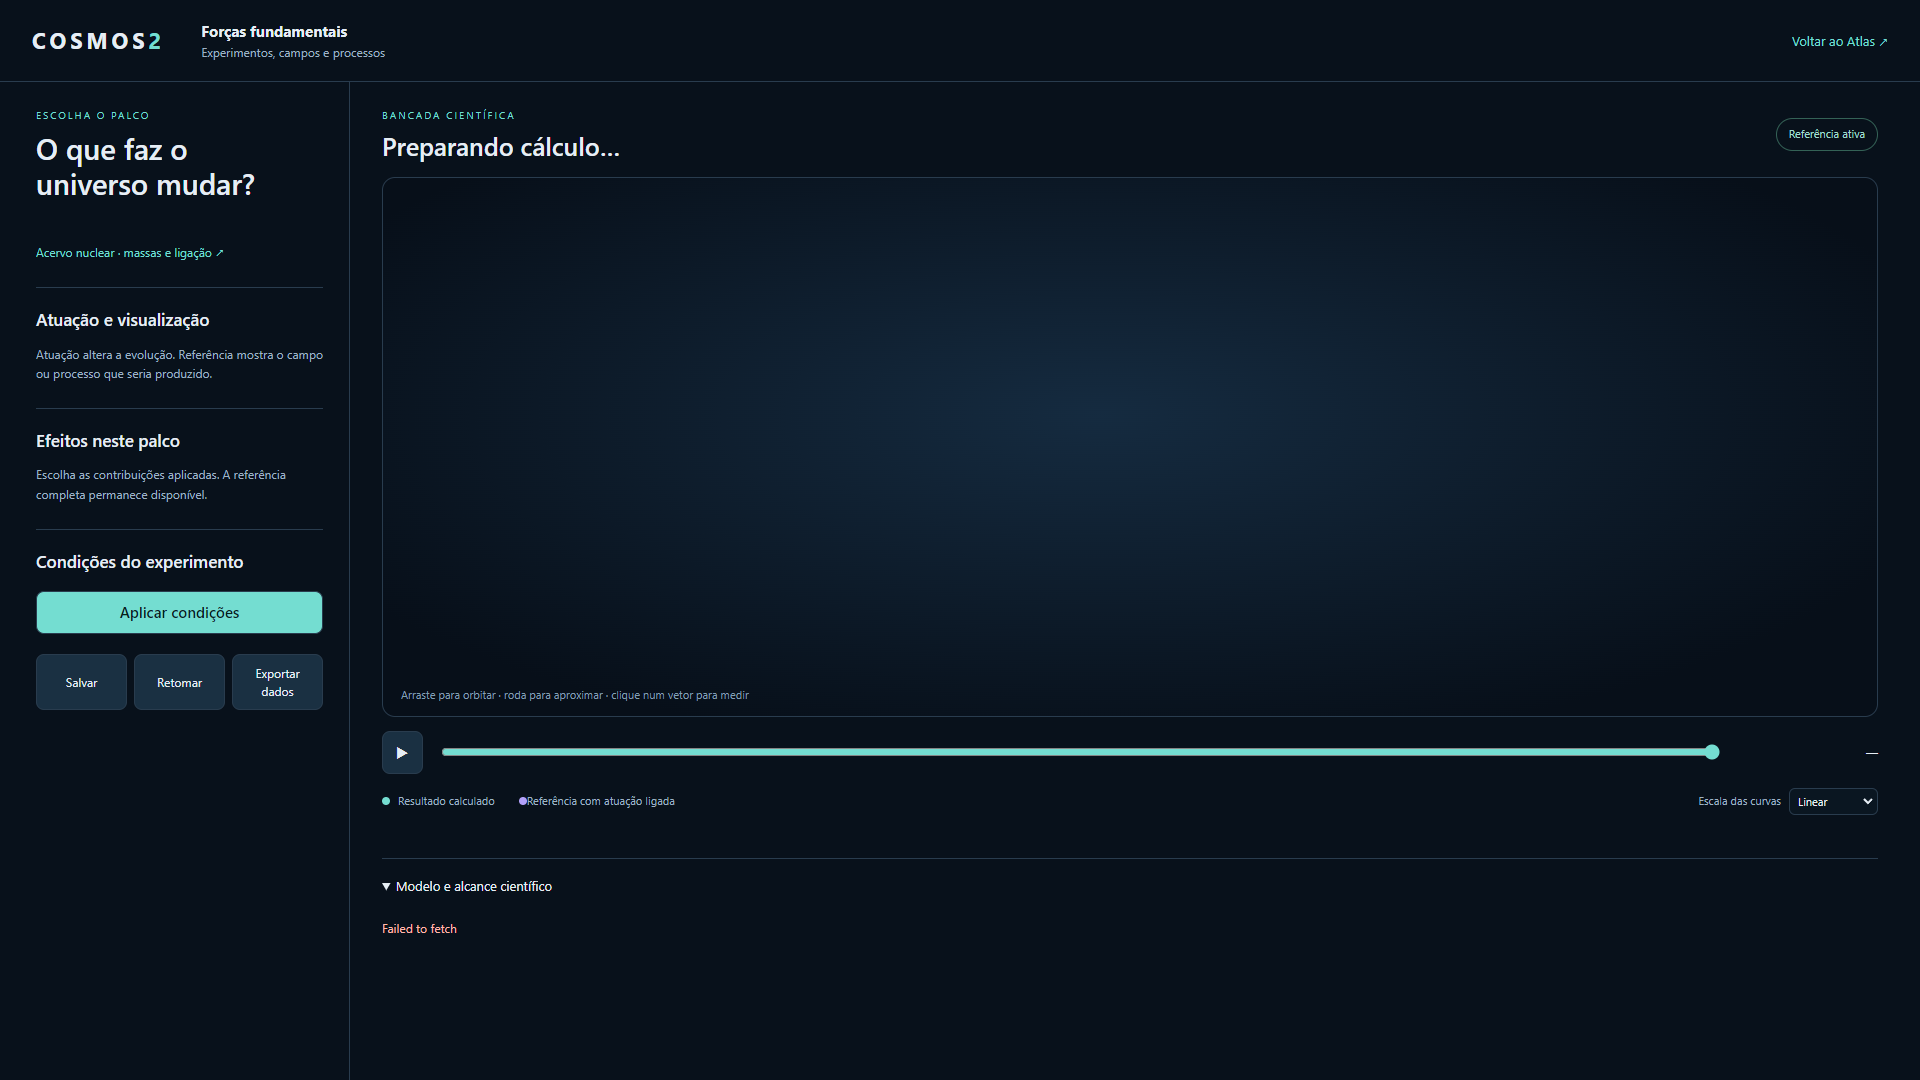 COSMOS2
Forças fundamentais
Experimentos, campos e processos
Voltar ao Atlas ↗
ESCOLHA O PALCO
O que faz o
universo mudar?
Acervo nuclear · massas e ligação ↗
Atuação e visualização
Atuação altera a evolução. Referência mostra o campo
ou processo que seria produzido.
Efeitos neste palco
Escolha as contribuições aplicadas. A referência
completa permanece disponível.
Condições do experimento
Aplicar condições
Salvar
Retomar
Exportar
dados
BANCADA CIENTÍFICA
Preparando cálculo...
Referência ativa
Arraste para orbitar · roda para aproximar · clique num vetor para medir
—
Resultado calculado
Referência com atuação ligada
Escala das curvas
Linear
▼ Modelo e alcance científico
Failed to fetch